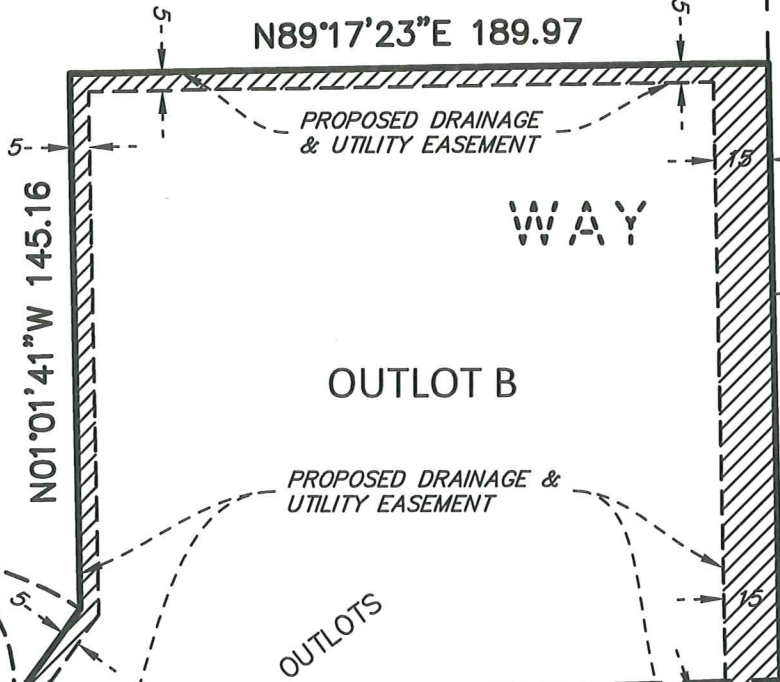 5
5
N89°17'23"E 189.97
PROPOSED DRAINAGE
& UTILITY EASEMENT
5
15
N01°01'41"W 145.16
WAY
OUTLOT B
PROPOSED DRAINAGE &
UTILITY EASEMENT
5
15
OUTLOTS